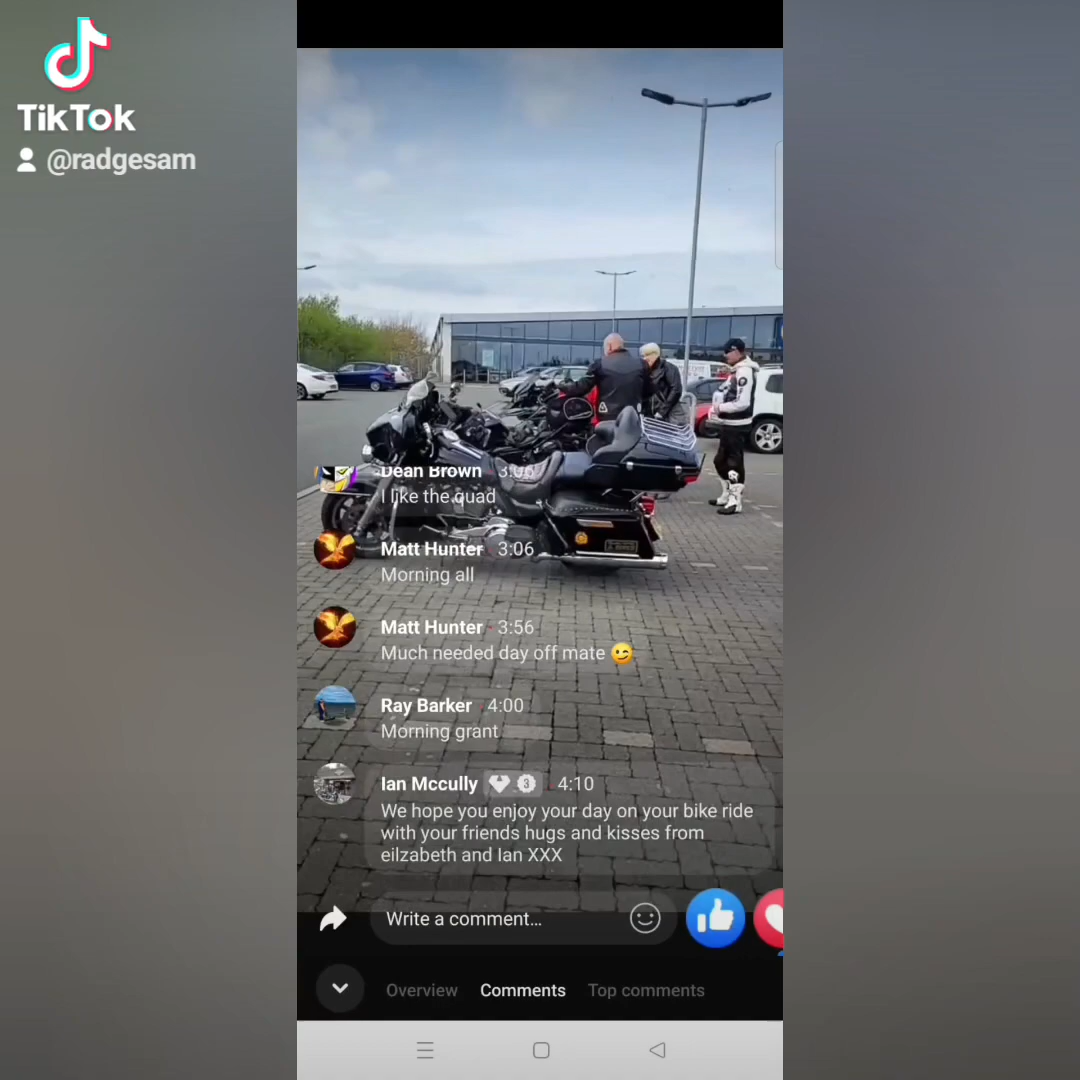 TikTok
@radgesam
Dean Brown 3:06
I like the quad
Matt Hunter 3:06
Morning all
Matt Hunter 3:56
Much needed day off mate 😉
Ray Barker 4:00
Morning grant
Ian Mccully 3 4:10
We hope you enjoy your day on your bike ride
with your friends hugs and kisses from
eilzabeth and Ian XXX
Write a comment...
Overview Comments Top comments